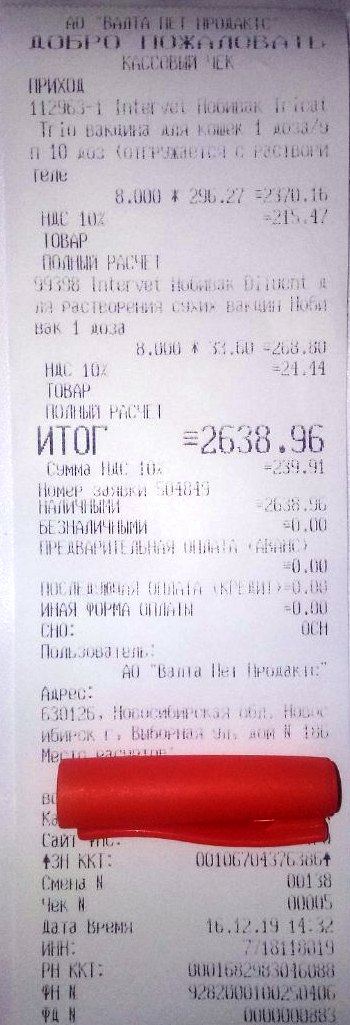 АО "ВАЛТА ПЕТ ПРОДАКТС"
ДОБРО ПОЖАЛОВАТЬ
КАССОВЫЙ ЧЕК
ПРИХОД
112963-1 Intervet Нобивак Tricat
Trio вакцина для кошек 1 доза/у
п 10 доз (отгружается с раствори
теле
8.000 * 296.27 =2370.16
НДС 10% =215.47
ТОВАР
ПОЛНЫЙ РАСЧЕТ
99398 Intervet Нобивак Diluent д
ля растворения сухих вакцин Ноби
вак 1 доза
8.000 * 33.60 =268.80
НДС 10% =24.44
ТОВАР
ПОЛНЫЙ РАСЧЕТ
ИТОГ =2638.96
Сумма НДС 10% =239.91
Номер заявки 504849
НАЛИЧНЫМИ =2638.96
БЕЗНАЛИЧНЫМИ =0.00
ПРЕДВАРИТЕЛЬНАЯ ОПЛАТА (АВАНС)
=0.00
ПОСЛЕДУЮЧАЯ ОПЛАТА (КРЕДИТ)=0.00
ИНАЯ ФОРМА ОПЛАТЫ =0.00
СНО: ОСН
Пользователь:
АО "Валта Пет Продактс"
Адрес:
630126, Новосибирская обл, Новос
ибирск г, Выборная ул, дом N 186
Место расчетов:
Сайт ФНС:
ЗН ККТ: 00106704376386
Смена N 00138
Чек N 00005
Дата Время 16.12.19 14:32
ИНН: 7718118019
РН ККТ: 0001682983046088
ФН N 9282000100250406
ФД N 0000000883